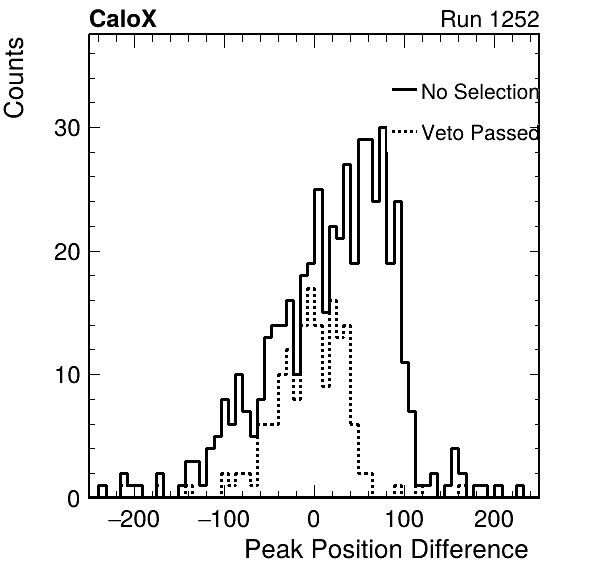 CaloX Run 1252
Counts
No Selection
Veto Passed
30
20
10
0
−200 −100 0 100 200
Peak Position Difference